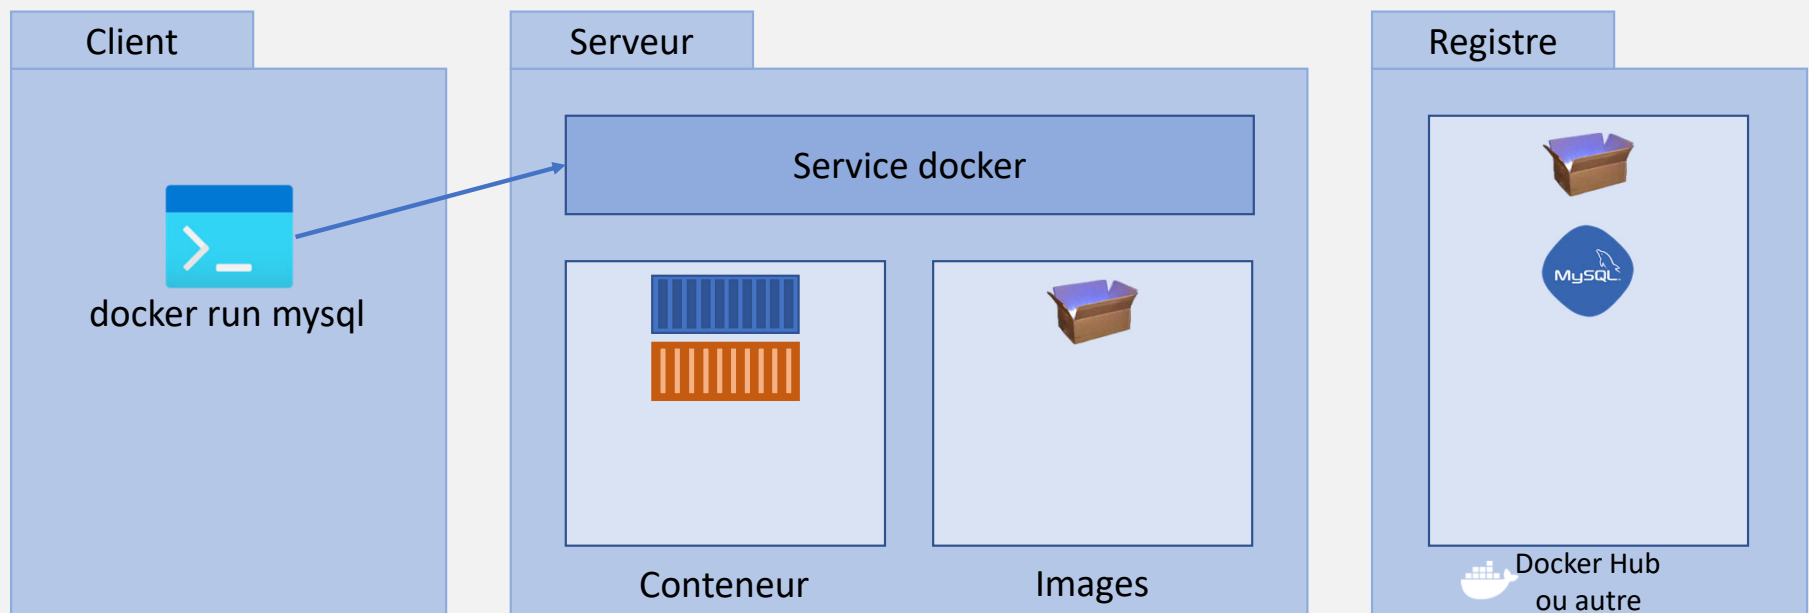 Client
Serveur
Registre
Service docker
MySQL
docker run mysql
Conteneur
Images
Docker Hub
ou autre